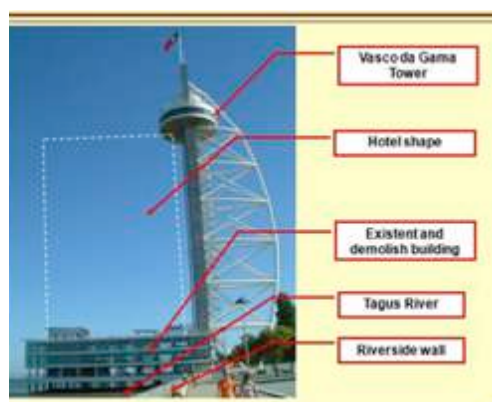 Vasco da Gama
Tower
Hotel shape
Existent and
demolish building
Tagus River
Riverside wall